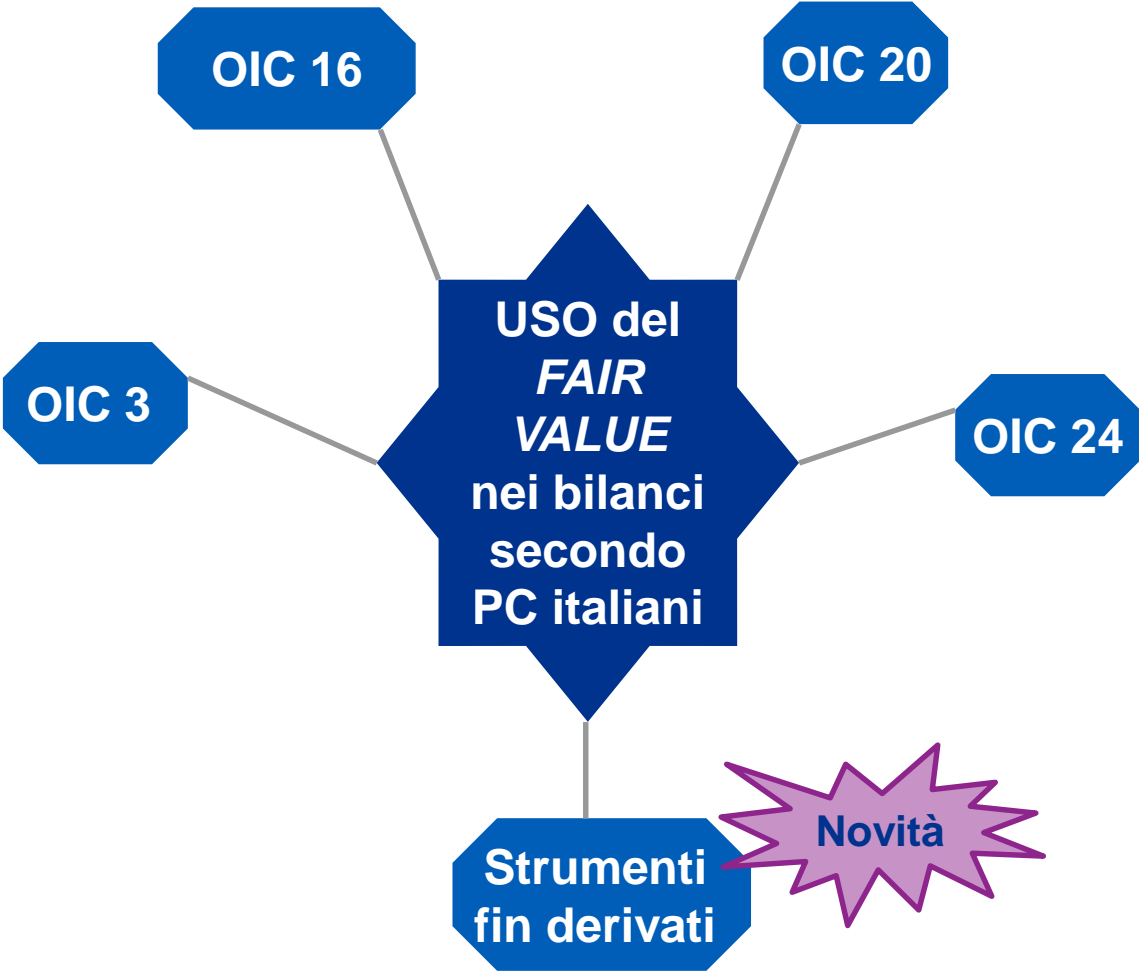 OIC 16
OIC 20
USO del
FAIR
VALUE
nei bilanci
secondo
PC italiani
OIC 3
OIC 24
Novità
Strumenti
fin derivati